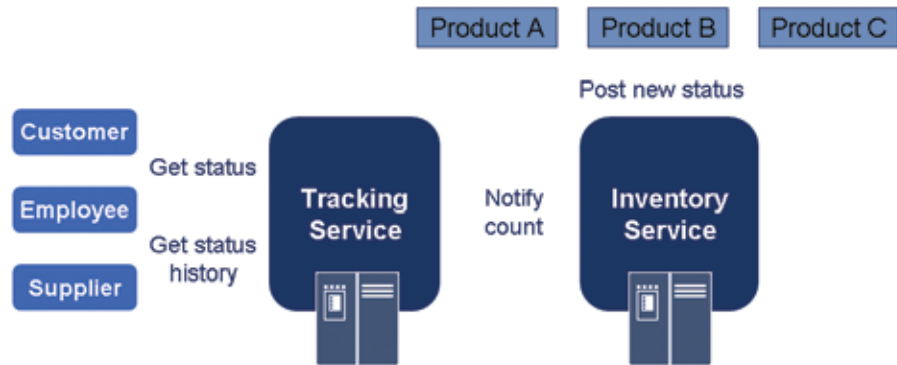 Product A
Product B
Product C
Post new status
Customer
Employee
Supplier
Get status
Get status
history
Tracking
Service
Notify
count
Inventory
Service